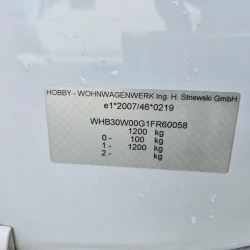 HOBBY - WOHNWAGENWERK Ing. H. Striewski GmbH
e1*2007/46*0219
WHB30W00G1FR60058
1200 kg
0- 100 kg
1- 1200 kg
2- kg